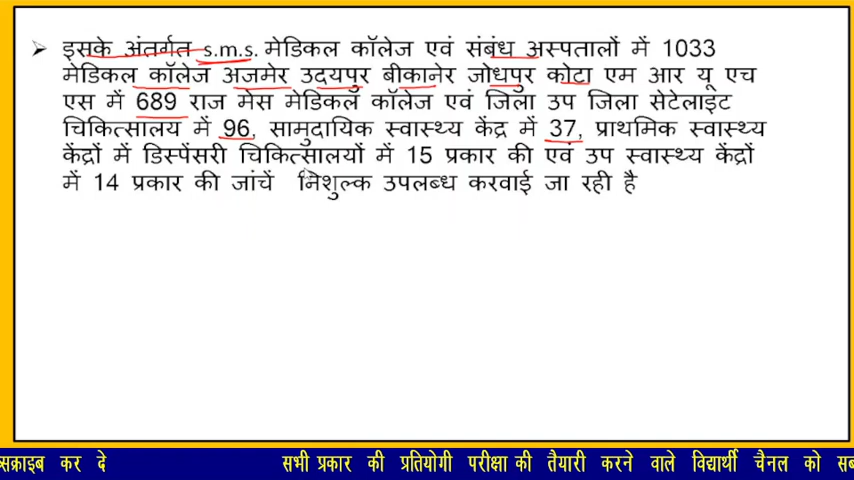 ➢ इसके अंतर्गत s.m.s. मेडिकल कॉलेज एवं संबंध अस्पतालों में 1033
मेडिकल कॉलेज अजमेर उदयपुर बीकानेर जोधपुर कोटा एम आर यू एच
एस में 689 राज मेस मेडिकल कॉलेज एवं जिला उप जिला सेटेलाइट
चिकित्सालय में 96, सामुदायिक स्वास्थ्य केंद्र में 37, प्राथमिक स्वास्थ्य
केंद्रों में डिस्पेंसरी चिकित्सालयों में 15 प्रकार की एवं उप स्वास्थ्य केंद्रों
में 14 प्रकार की जांचें निशुल्क उपलब्ध करवाई जा रही है
सक्राइब कर दे सभी प्रकार की प्रतियोगी परीक्षा की तैयारी करने वाले विद्यार्थी चैनल को सब